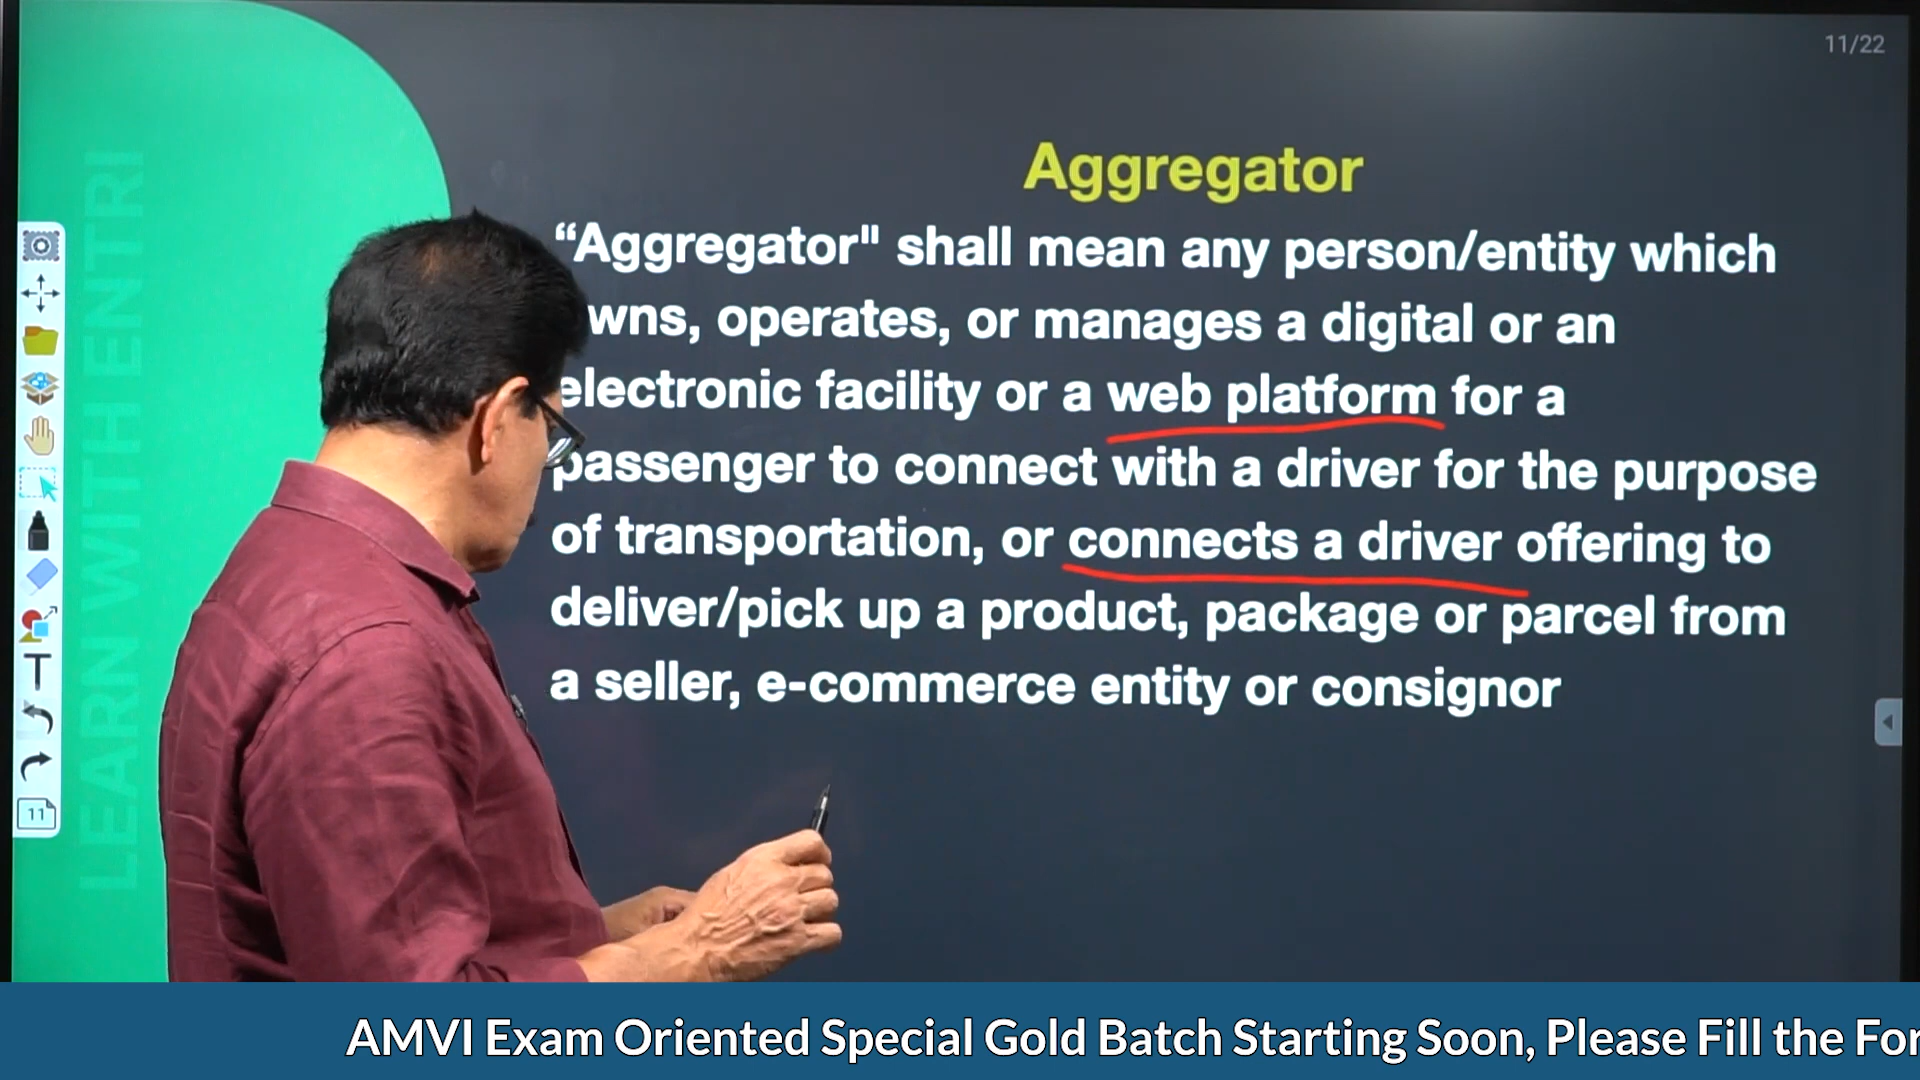 11/22
Aggregator
“Aggregator" shall mean any person/entity which
wns, operates, or manages a digital or an
electronic facility or a web platform for a
passenger to connect with a driver for the purpose
of transportation, or connects a driver offering to
deliver/pick up a product, package or parcel from
a seller, e-commerce entity or consignor
LEARN WITH ENTRI
T
11
AMVI Exam Oriented Special Gold Batch Starting Soon, Please Fill the For